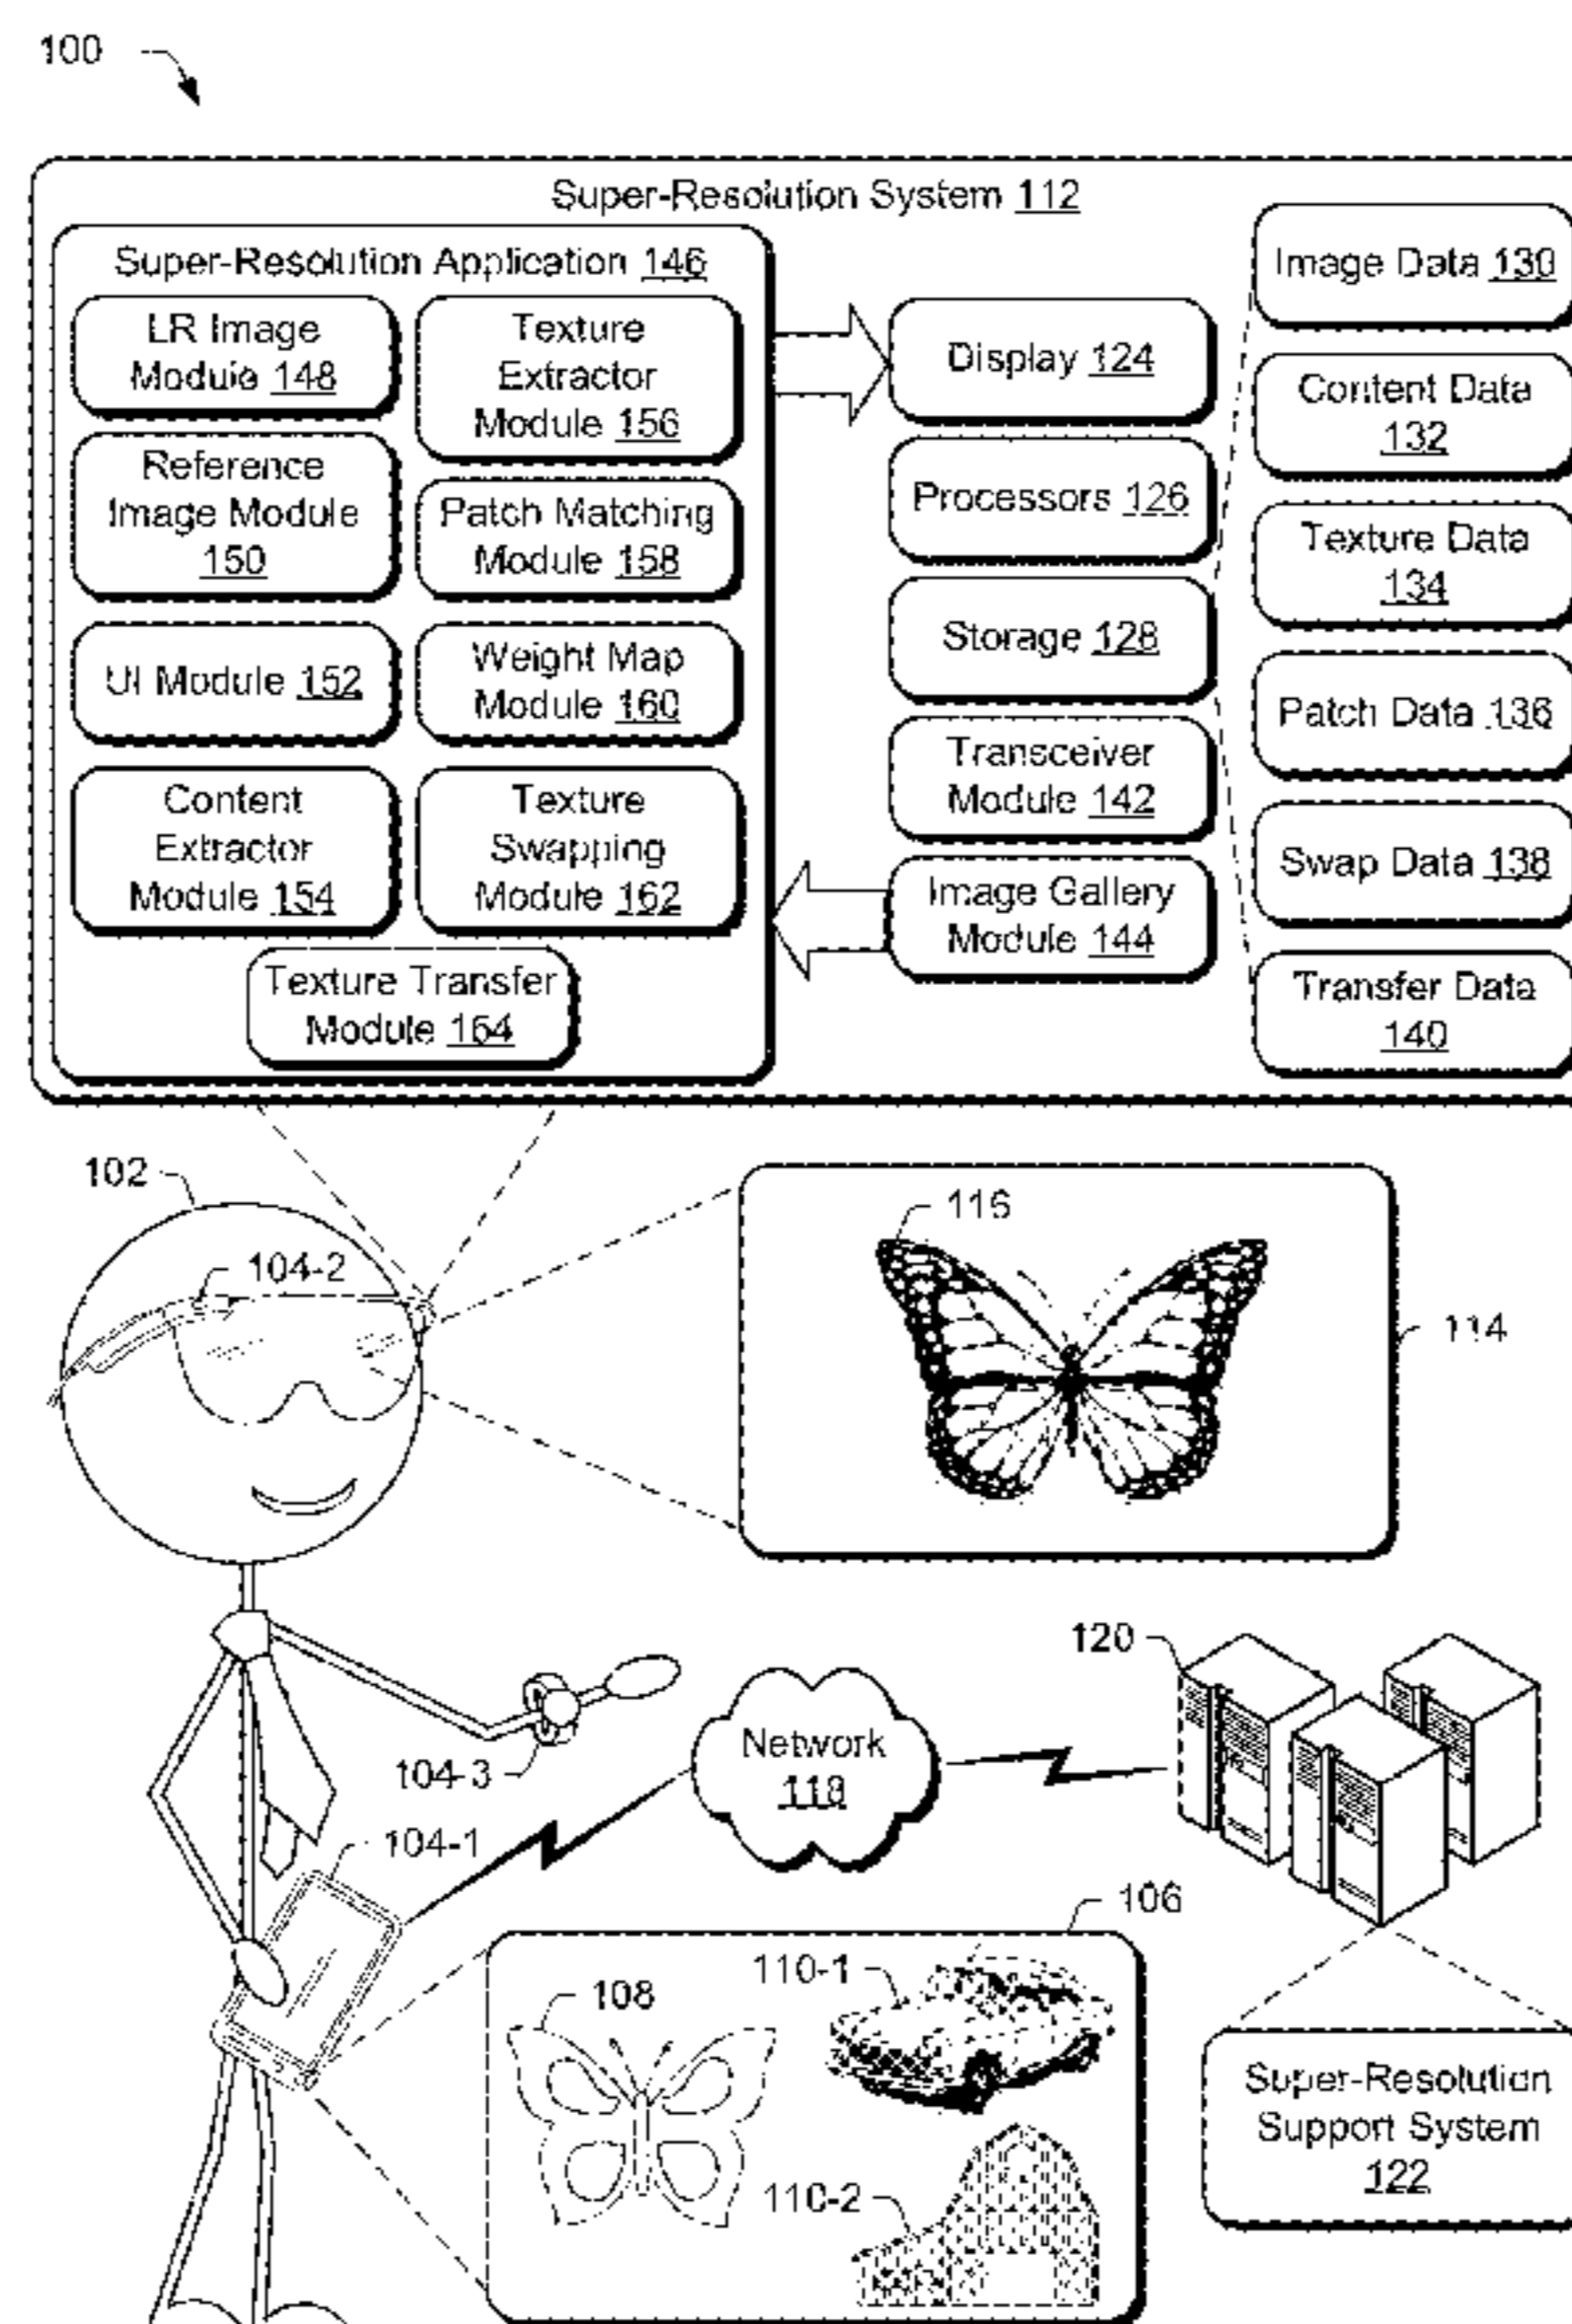 100
Super-Resolution System 112
Super-Resolution Application 146
LR Image
Module 148
Texture
Extractor
Module 156
Reference
Image Module
150
Patch Matching
Module 158
UI Module 152
Weight Map
Module 160
Content
Extractor
Module 154
Texture
Swapping
Module 162
Texture Transfer
Module 164
Display 124
Processors 126
Storage 128
Transceiver
Module 142
Image Gallery
Module 144
Image Data 130
Content Data
132
Texture Data
134
Patch Data 136
Swap Data 138
Transfer Data
140
102
104-2
116
114
120
104-3
Network
118
104-1
106
108
110-1
110-2
Super-Resolution
Support System
122